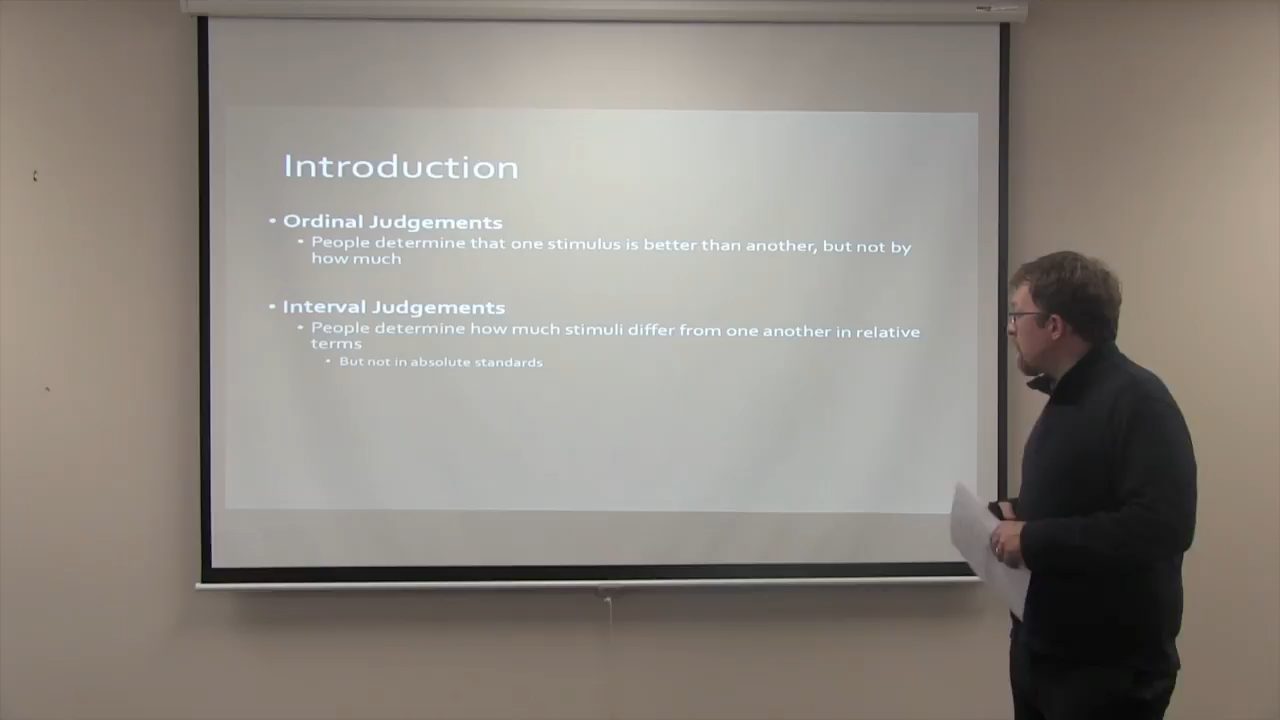 Introduction
• Ordinal Judgements
• People determine that one stimulus is better than another, but not by
how much
• Interval Judgements
• People determine how much stimuli differ from one another in relative
terms
• But not in absolute standards